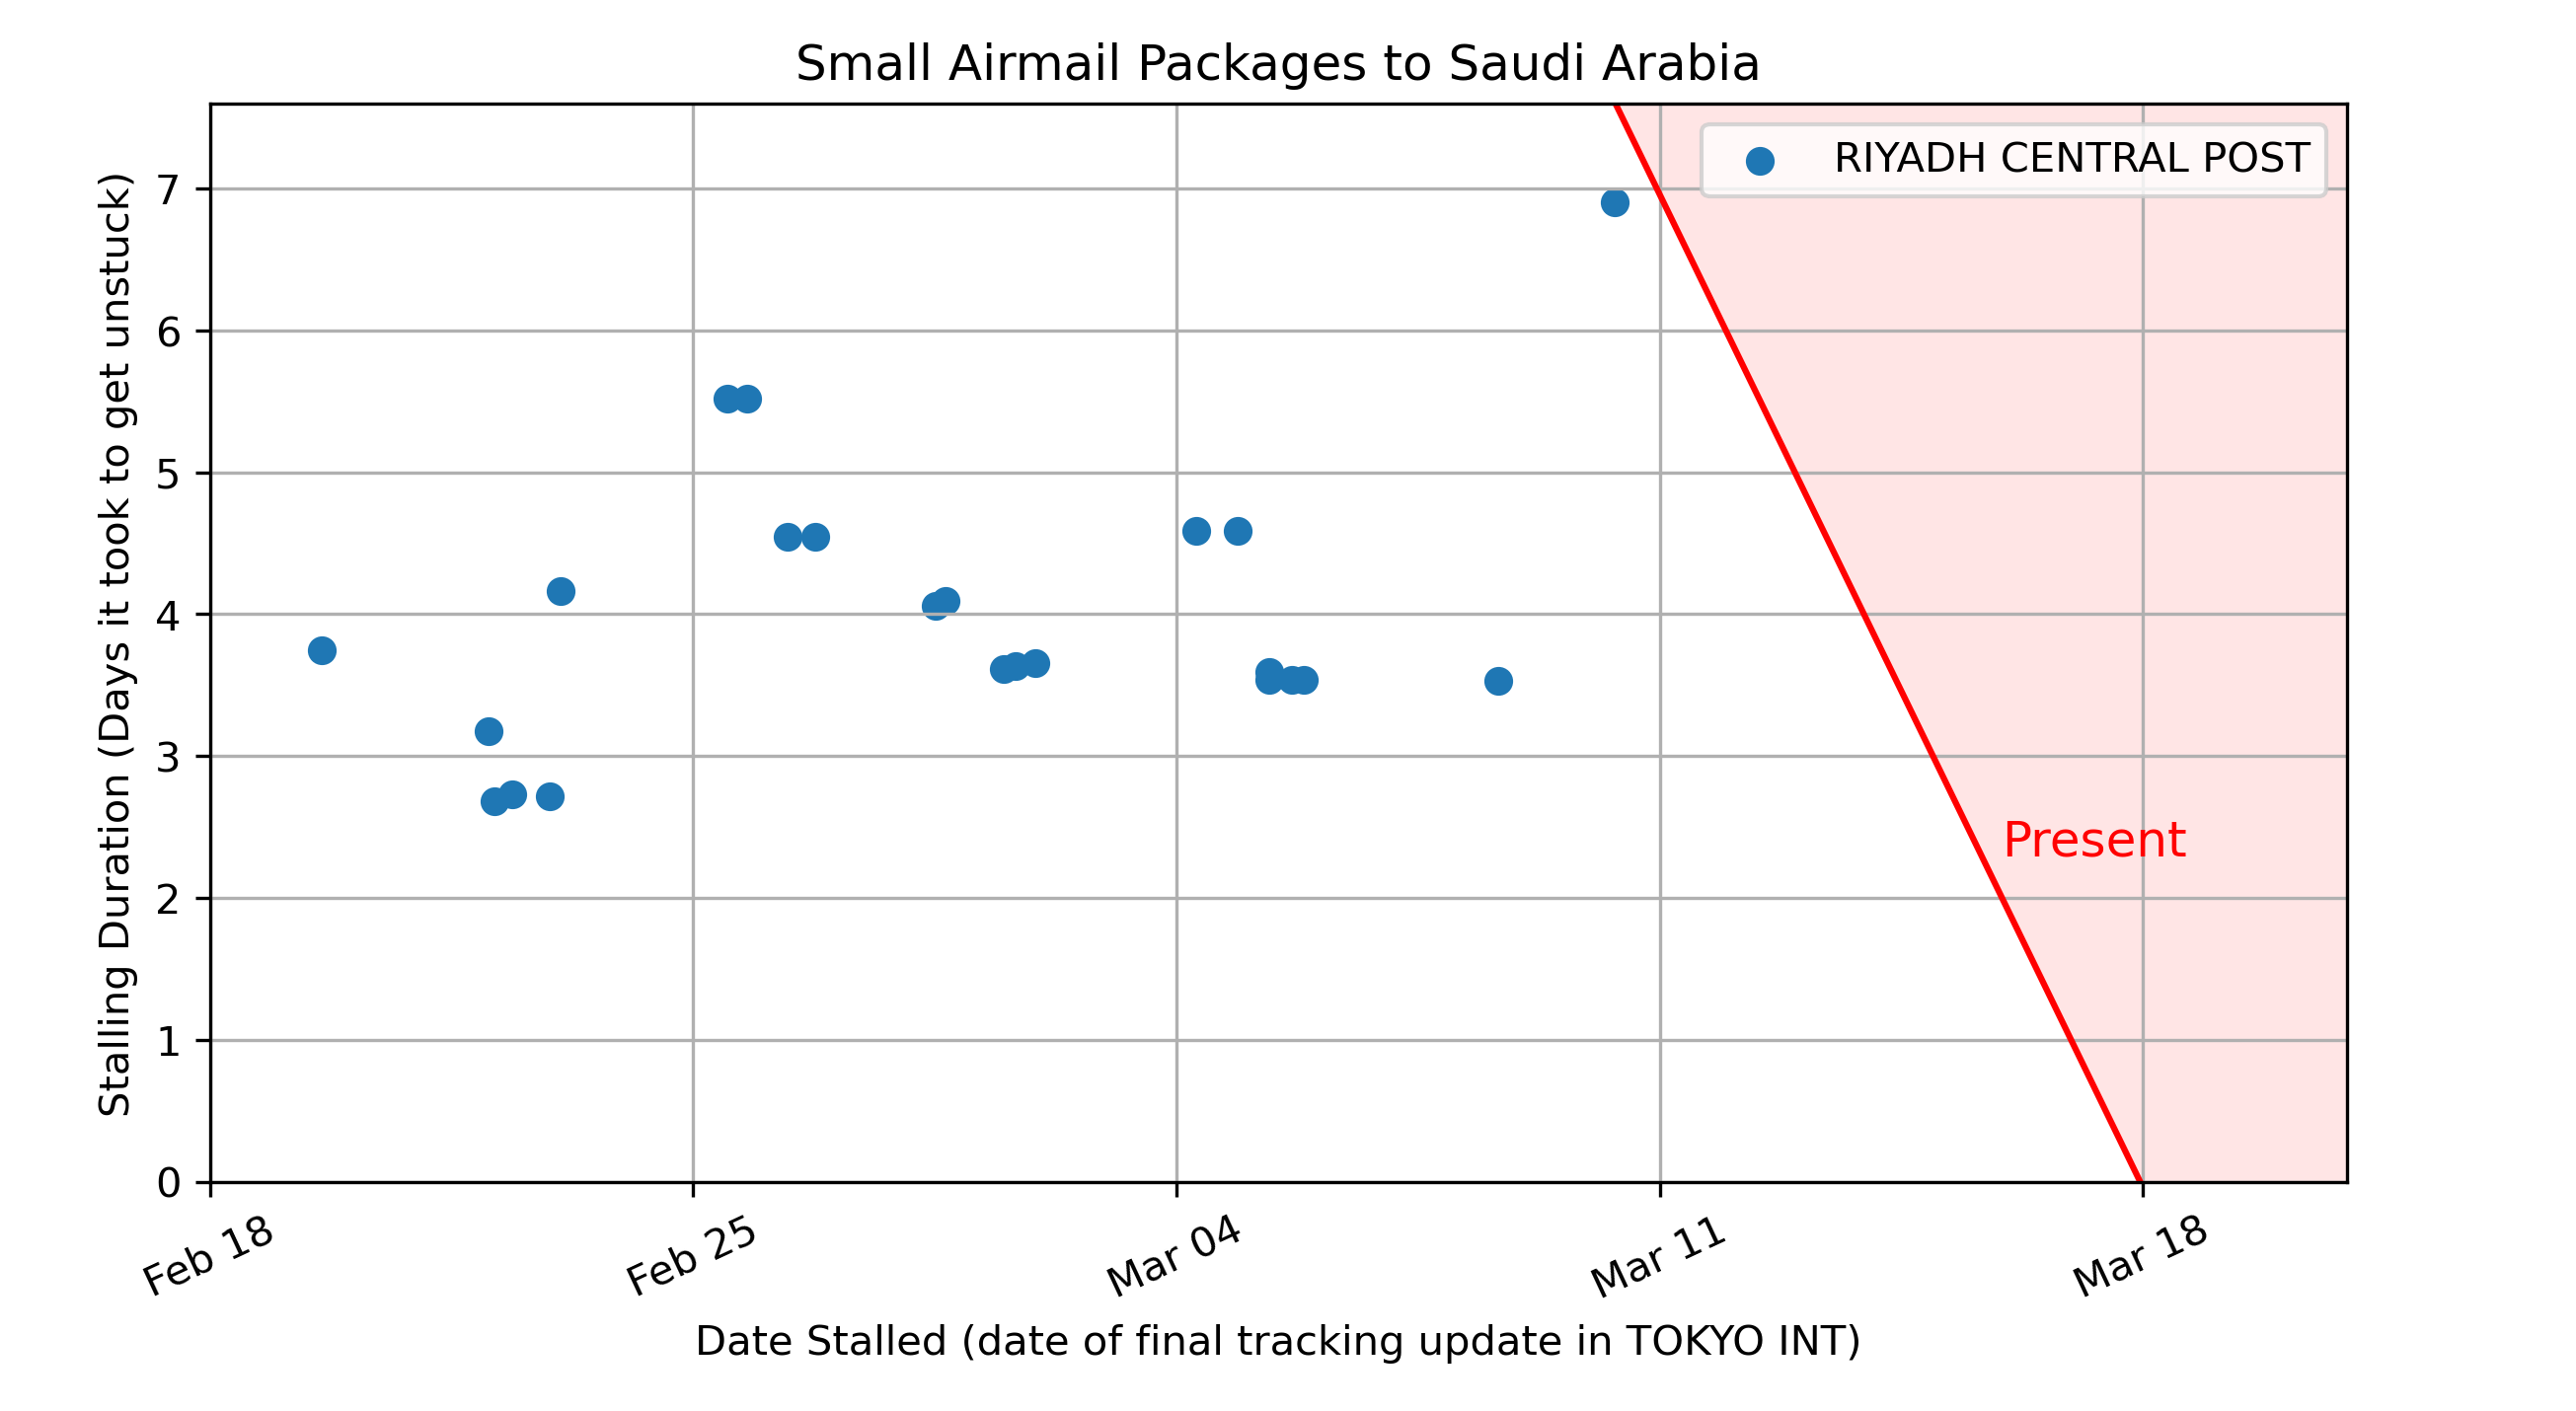 Small Airmail Packages to Saudi Arabia
RIYADH CENTRAL POST
Stalling Duration (Days it took to get unstuck)
7
6
5
4
3
2
1
0
Present
Feb 18
Feb 25
Mar 04
Mar 11
Mar 18
Date Stalled (date of final tracking update in TOKYO INT)